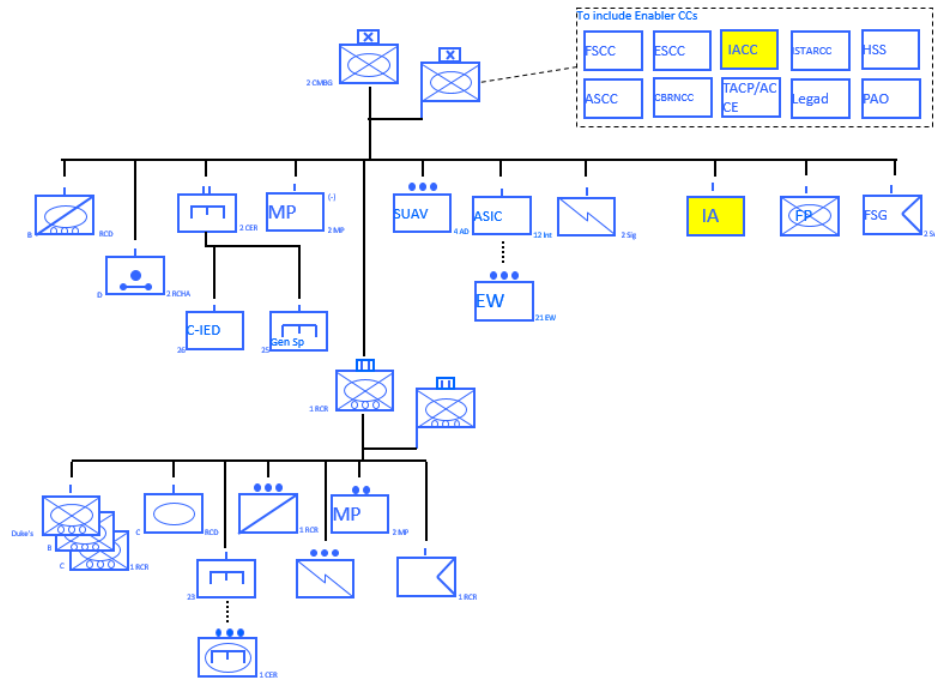 To include Enabler CCs
FSCC
ESCC
IACC
ISTARCC
HSS
ASCC
CBRNCC
TACP/AC
CE
Legad
PAO
2 CMBG
B
RCD
MP
(-)
2 CER
2 MP
SUAV
4 AD
ASIC
12 Int
2 Sig
IA
FP
FSG
D
2 RCHA
C-IED
26
Gen Sp
25
EW
21 EW
1 RCR
Duke's
B
C
1 RCR
C
RCD
1 RCR
MP
2 MP
23
1 RCR
1 CER